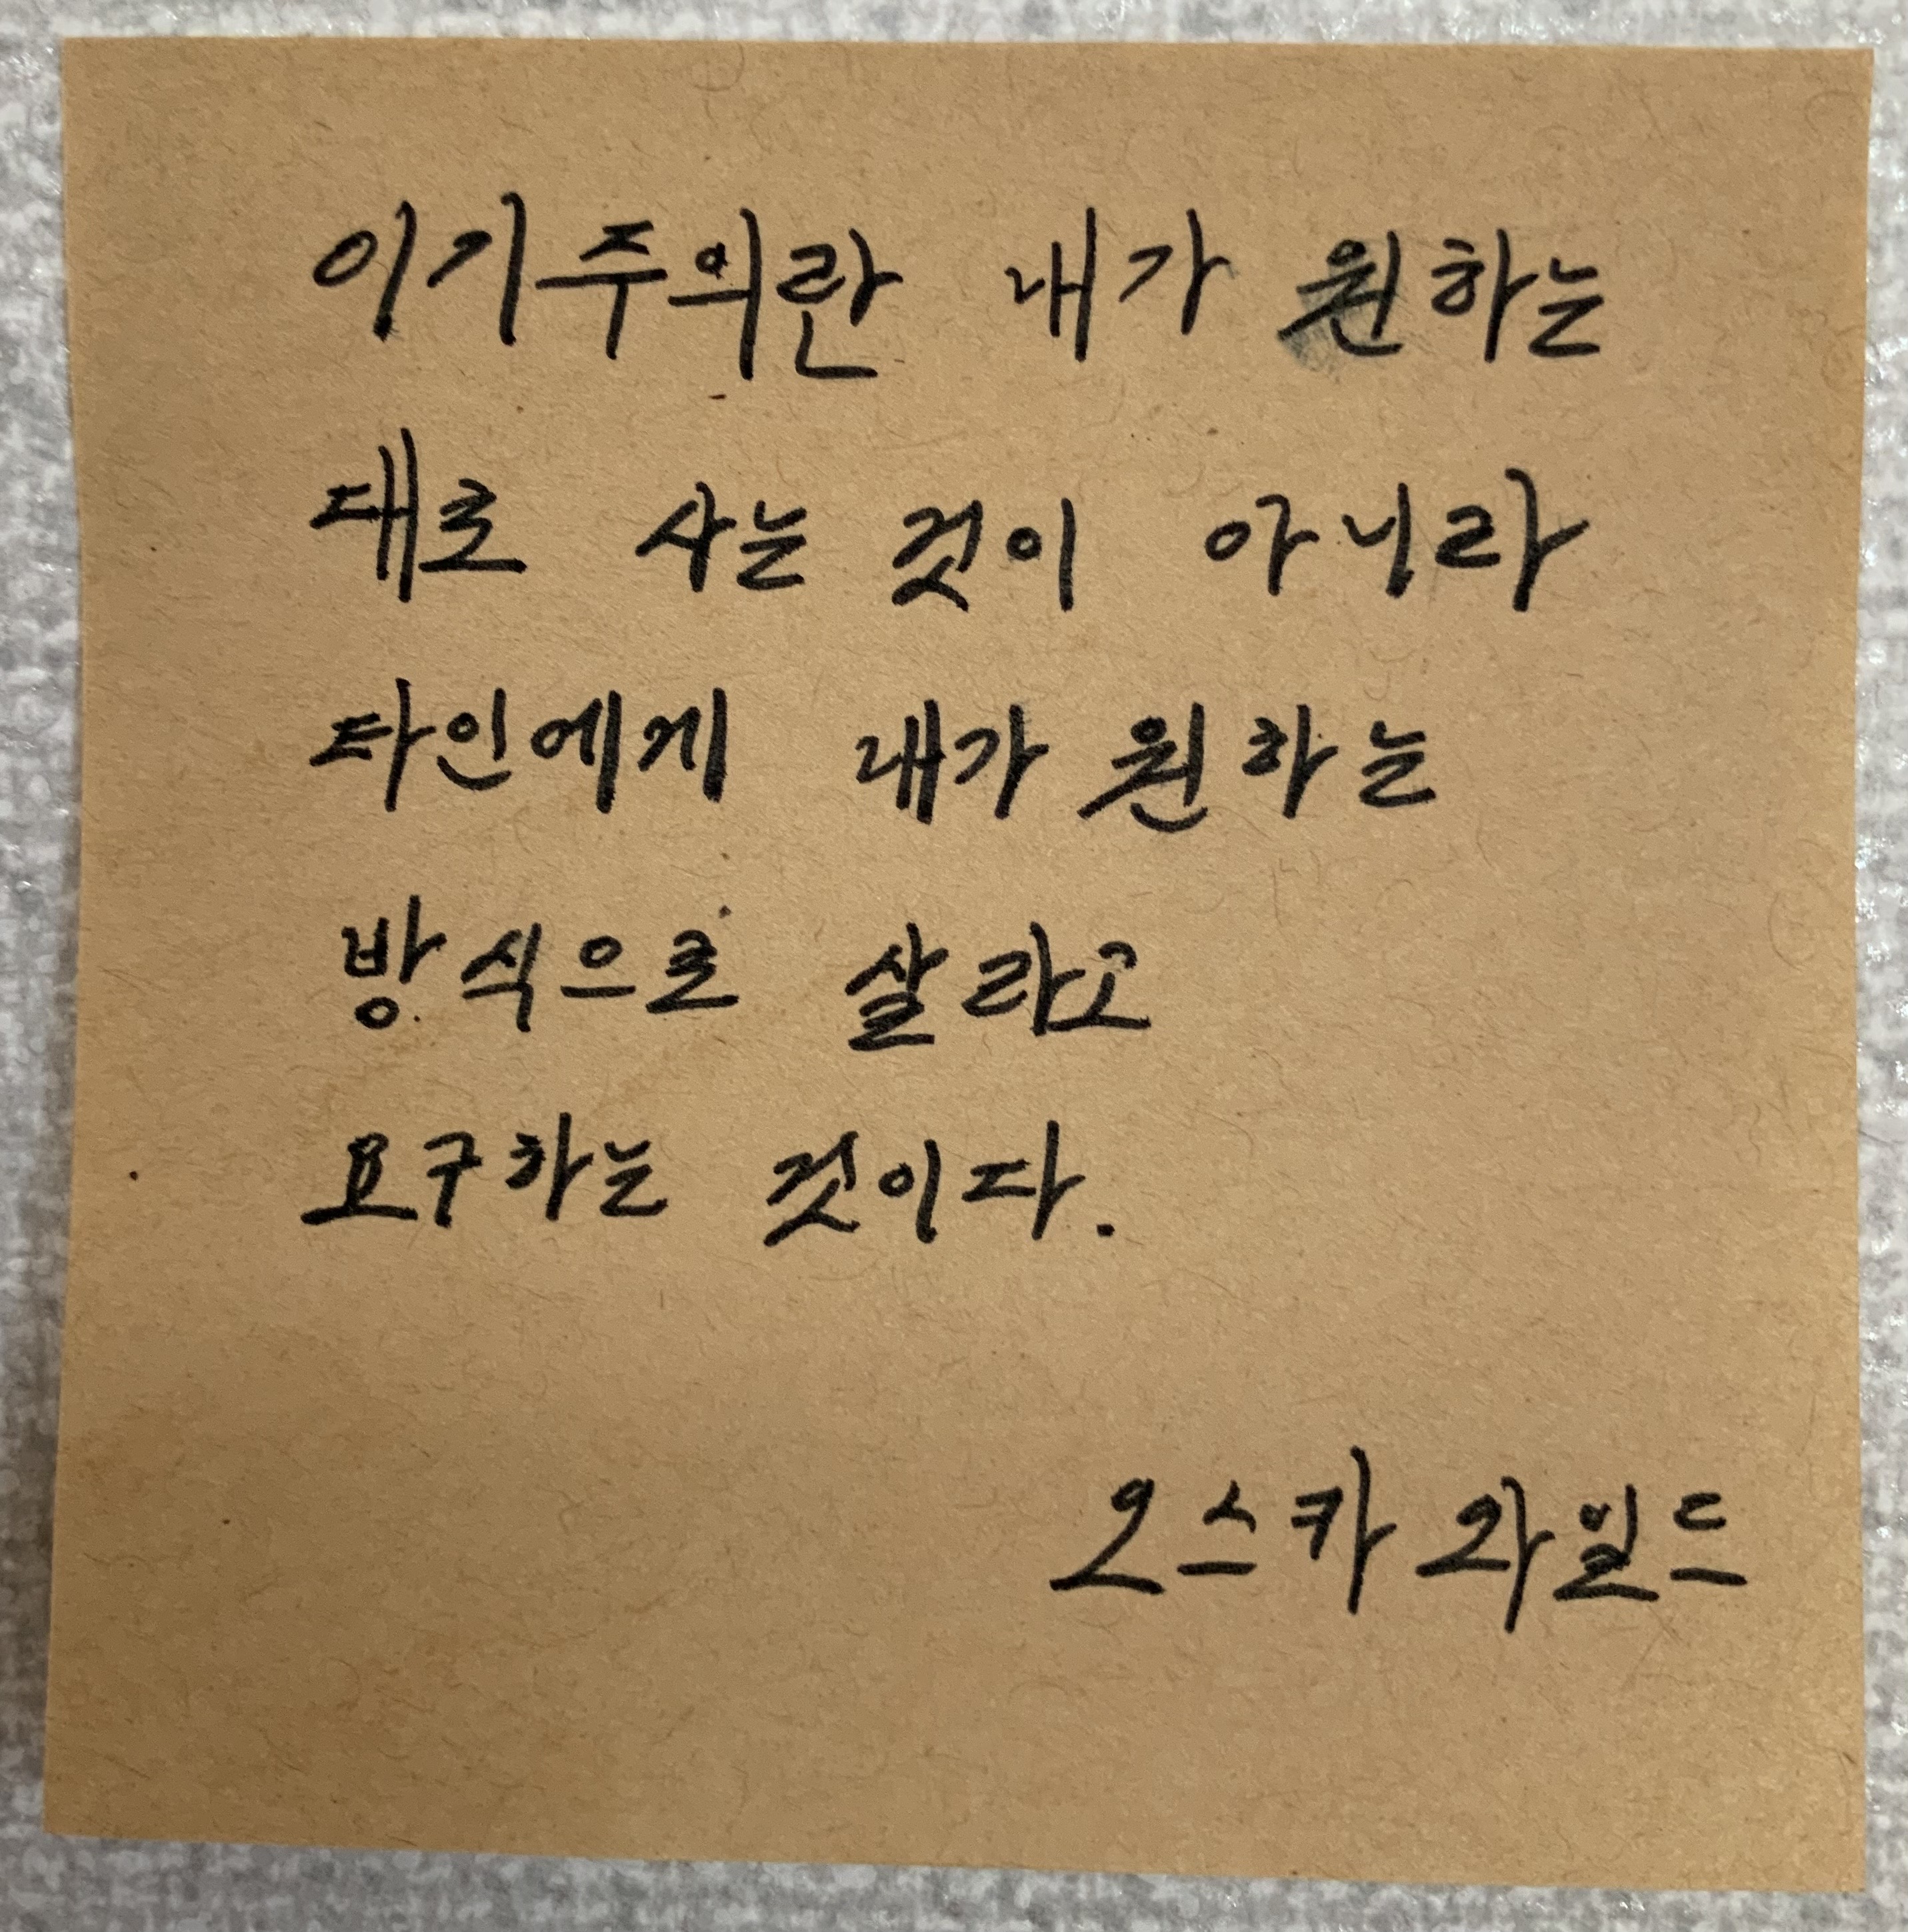 이기주의란 내가 원하는
대로 사는 것이 아니라
타인에게 내가 원하는
방식으로 살라고
요구하는 것이다.
오스카 와일드